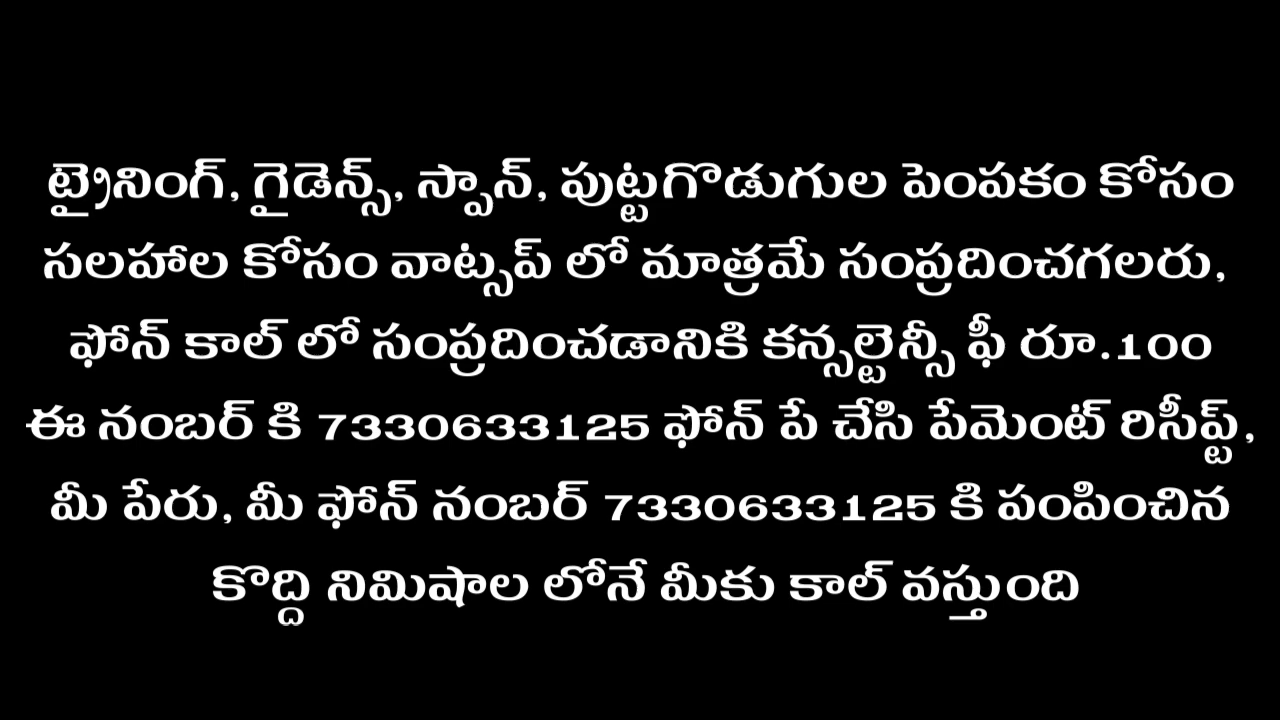 ట్రైనింగ్, గైడెన్స్, స్పాన్, పుట్టగొడుగుల పెంపకం కోసం
సలహాల కోసం వాట్సప్ లో మాత్రమే సంప్రదించగలరు,
ఫోన్ కాల్ లో సంప్రదించడానికి కన్సల్టెన్సీ ఫీ రూ.100
ఈ నంబర్ కి 7330633125 ఫోన్ పే చేసి పేమెంట్ రిసీప్ట్,
మీ పేరు, మీ ఫోన్ నంబర్ 7330633125 కి పంపించిన
కొద్ది నిమిషాల లోనే మీకు కాల్ వస్తుంది